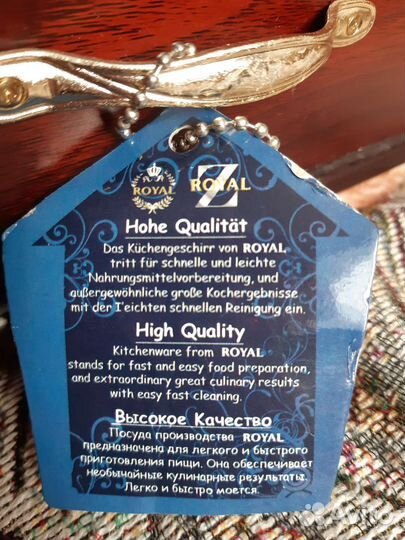 ROYAL
ROYAL
Z
Hohe Qualität
Das Küchengeschirr von ROYAL
tritt für schnelle und leichte
Nahrungsmittelvorbereitung, und
außergewöhnliche große Kochergebnisse
mit der I'eichten schnellen Reinigung ein.
High Quality
Kitchenware from ROYAL
stands for fast and easy food preparation,
and extraordinary great culinary results
with easy fast cleaning.
Высокое Качество
Посуда производства ROYAL
предназначена для легкого и быстрого
приготовления пищи. Она обеспечивает
необычайные кулинарные результаты.
Легко и быстро моется.
Avito